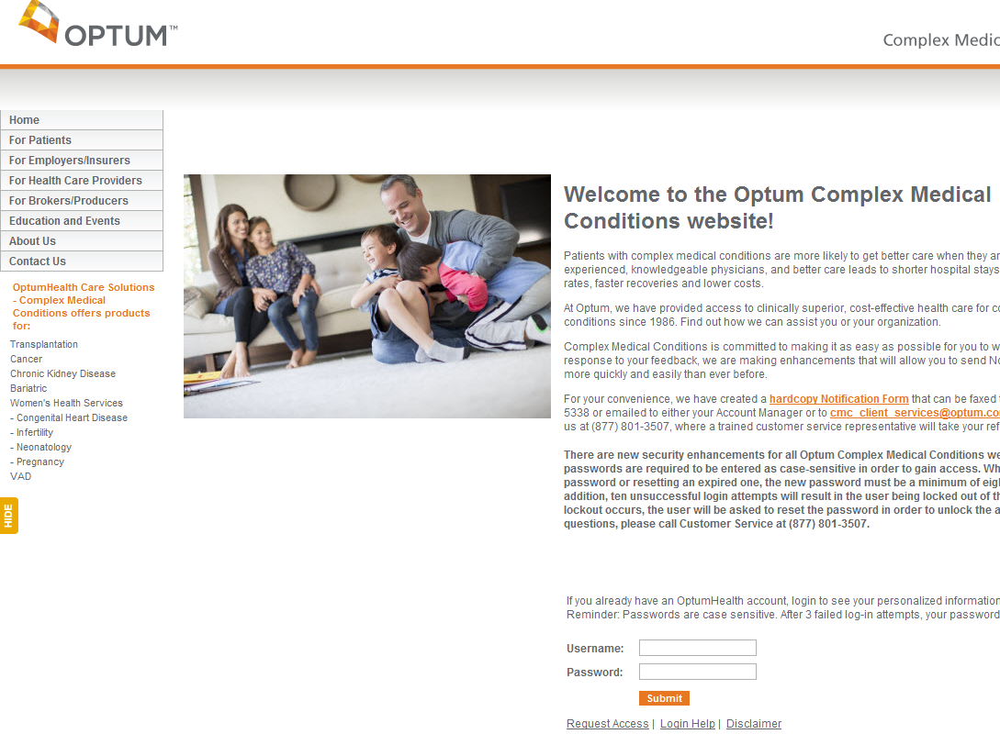 OPTUM™
Complex Medic
Home
For Patients
For Employers/Insurers
For Health Care Providers
For Brokers/Producers
Education and Events
About Us
Contact Us
OptumHealth Care Solutions
- Complex Medical
Conditions offers products
for:
Transplantation
Cancer
Chronic Kidney Disease
Bariatric
Women's Health Services
- Congenital Heart Disease
- Infertility
- Neonatology
- Pregnancy
VAD
HIDE
Welcome to the Optum Complex Medical
Conditions website!
Patients with complex medical conditions are more likely to get better care when they ar
experienced, knowledgeable physicians, and better care leads to shorter hospital stays
rates, faster recoveries and lower costs.
At Optum, we have provided access to clinically superior, cost-effective health care for co
conditions since 1986. Find out how we can assist you or your organization.
Complex Medical Conditions is committed to making it as easy as possible for you to w
response to your feedback, we are making enhancements that will allow you to send No
more quickly and easily than ever before.
For your convenience, we have created a hardcopy Notification Form that can be faxed
5338 or emailed to either your Account Manager or to cmc_client_services@optum.co
us at (877) 801-3507, where a trained customer service representative will take your ref
There are new security enhancements for all Optum Complex Medical Conditions we
passwords are required to be entered as case-sensitive in order to gain access. Wh
password or resetting an expired one, the new password must be a minimum of eigh
addition, ten unsuccessful login attempts will result in the user being locked out of th
lockout occurs, the user will be asked to reset the password in order to unlock the a
questions, please call Customer Service at (877) 801-3507.
If you already have an OptumHealth account, login to see your personalized information
Reminder: Passwords are case sensitive. After 3 failed log-in attempts, your password
Username:
Password:
Submit
Request Access | Login Help | Disclaimer